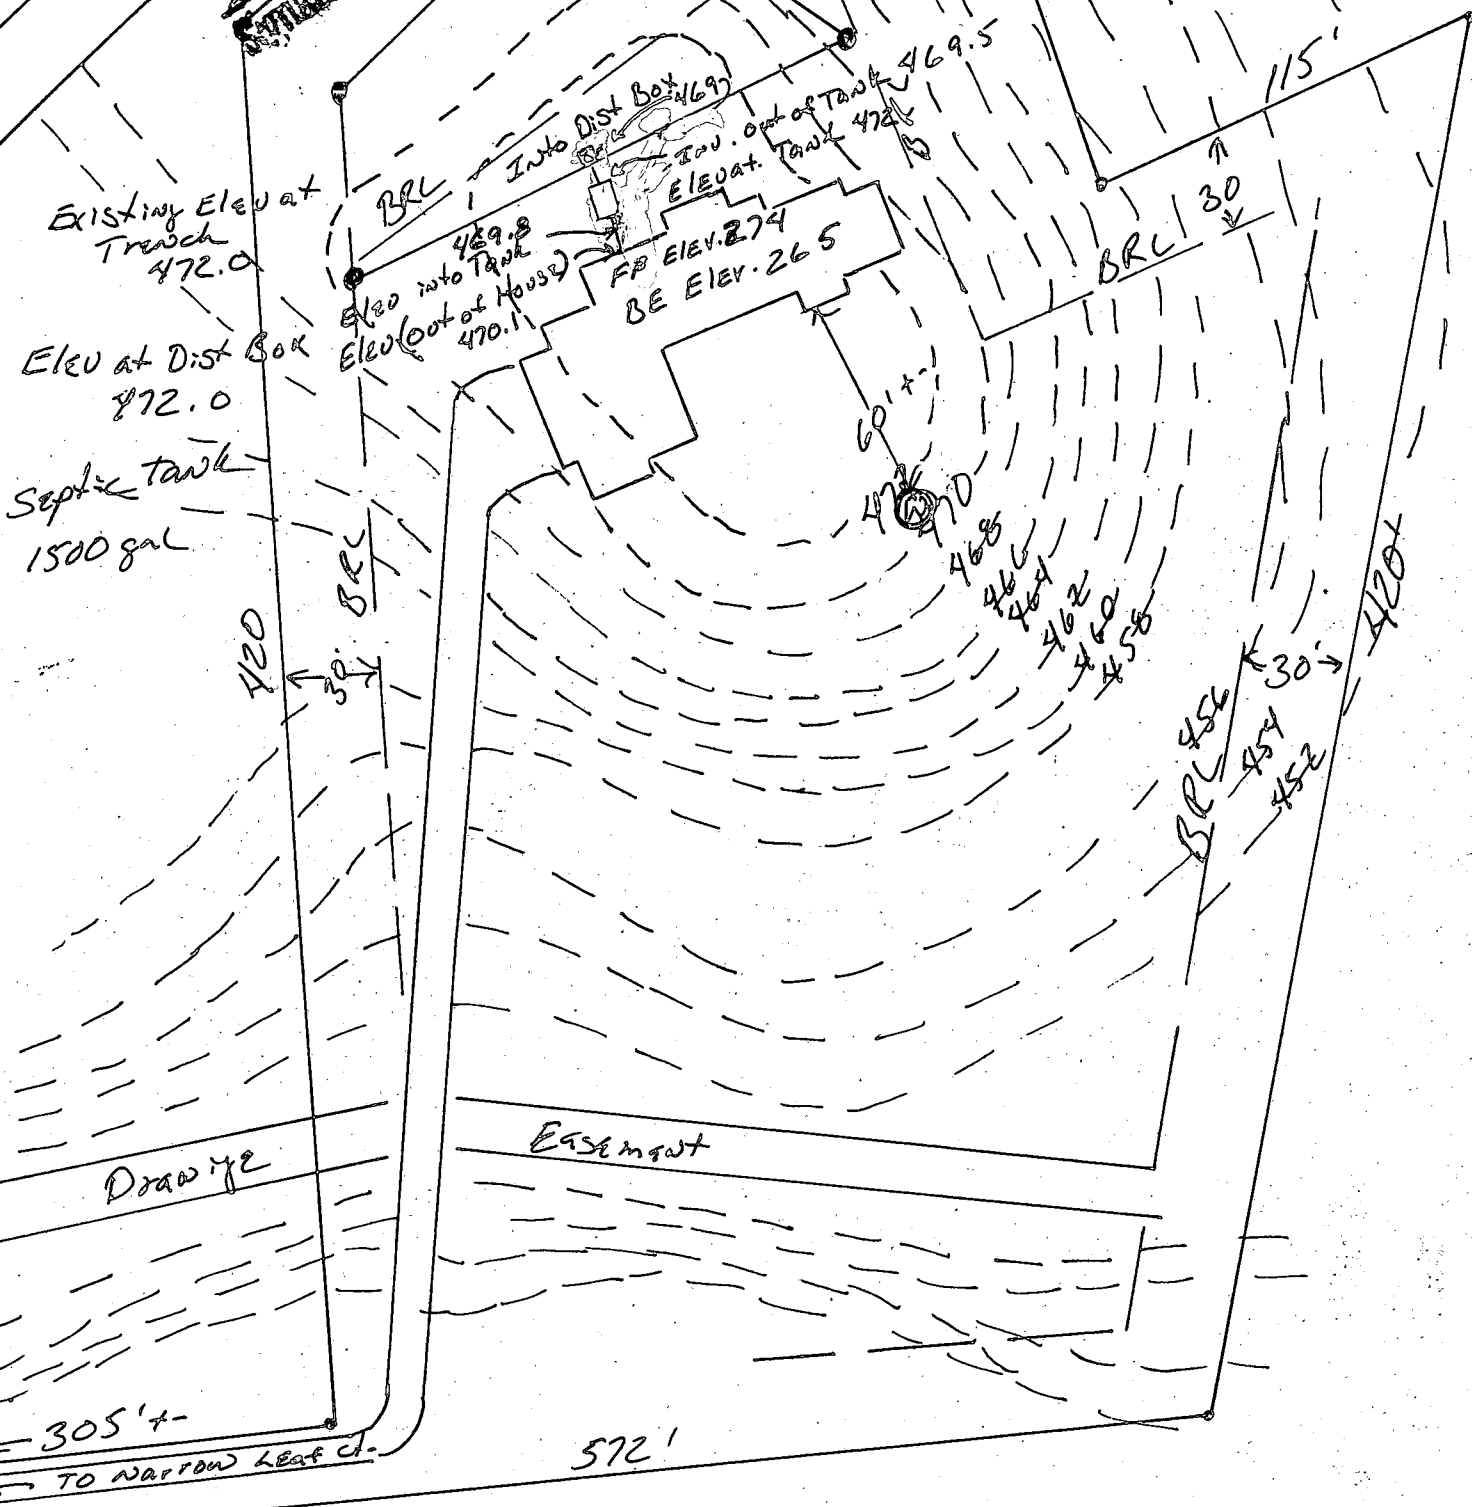 115'
469.5
469
Into Dist Box
Inv. out of Tank
Elevat. Tank 472
BRL
30
BRL
Existing Elev at
Trench
472.0
469.8
Elev into Tank
Elev (out of House)
470.1
FF Elev. 274
BE Elev. 265
Elev at Dist Box
472.0
60' +-
Septic Tank
1500 gal
W
470
468
466
464
462
460
458
BRL
420
30'
420+
30'
456
454
452
BRL
Drainage
Easement
305' +-
TO Narrow Leaf Ct.
572'